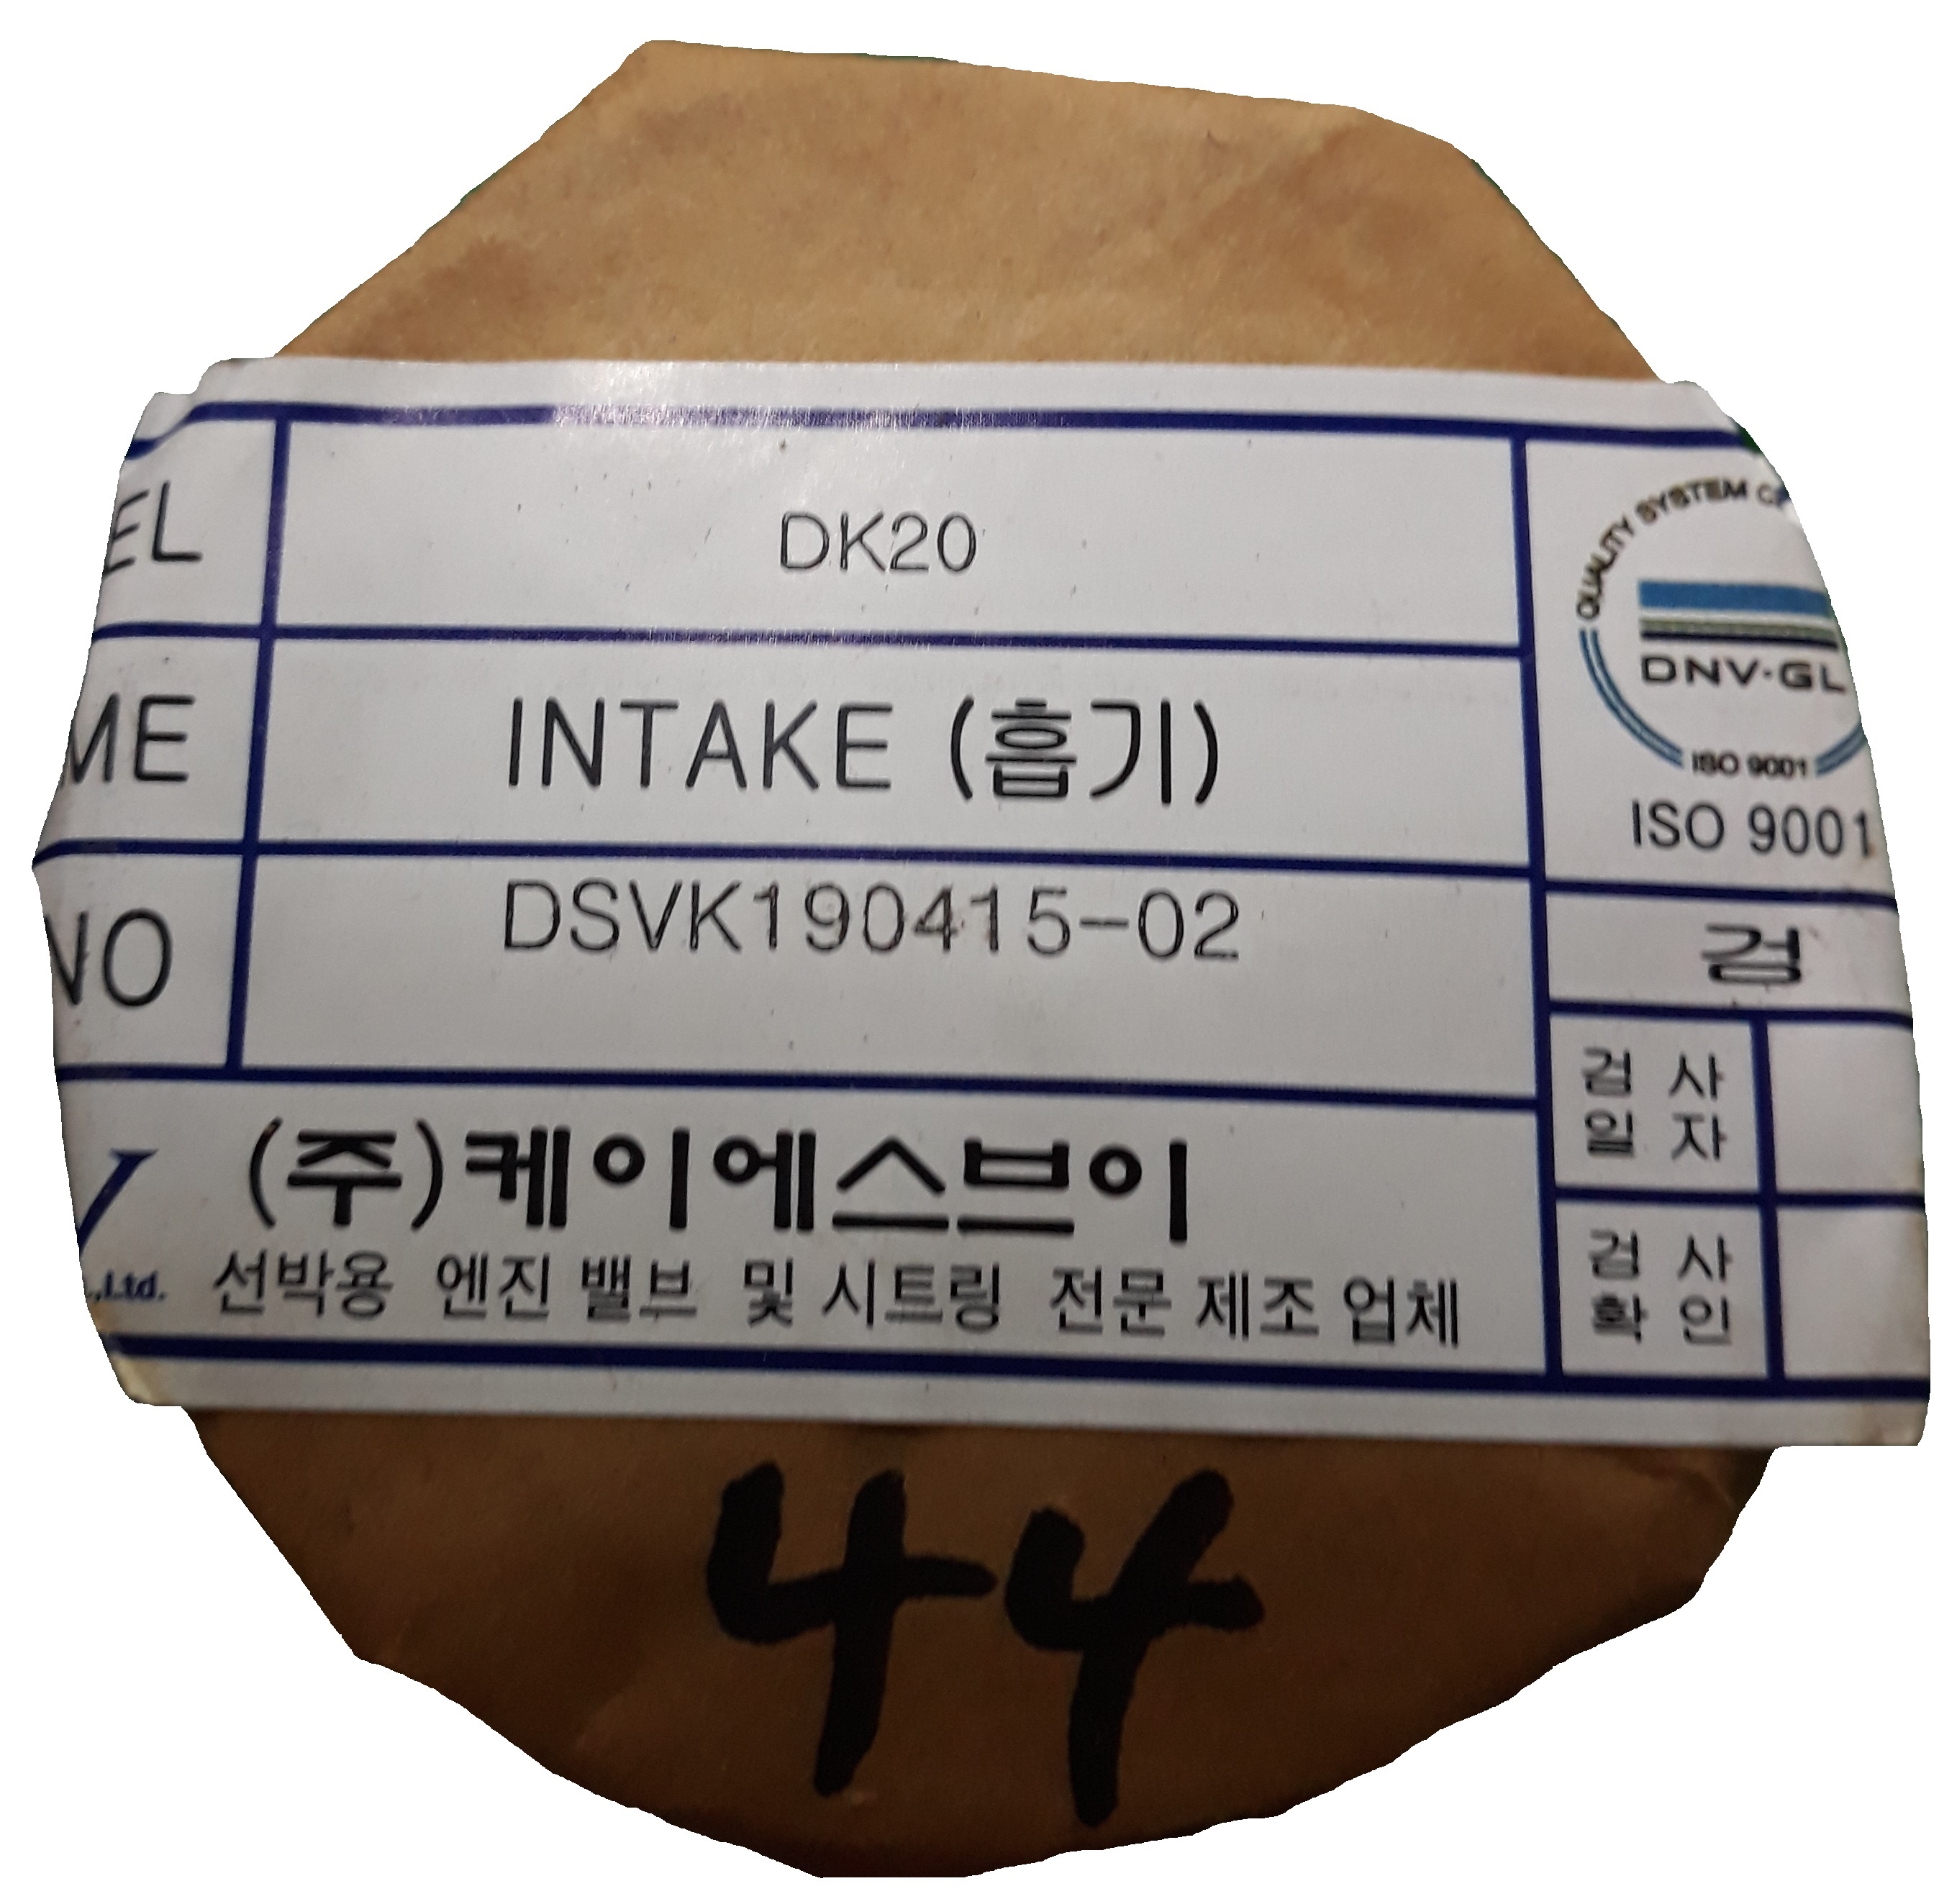 EL
DK20
ME
INTAKE (흡기)
NO
DSVK190415-02
(주)케이에스브이
.,Ltd. 선박용 엔진 밸브 및 시트링 전문 제조 업체
QUALITY SYSTEM C
DNV·GL
ISO 9001
ISO 9001
검
검 사
일 자
검 사
확 인
44